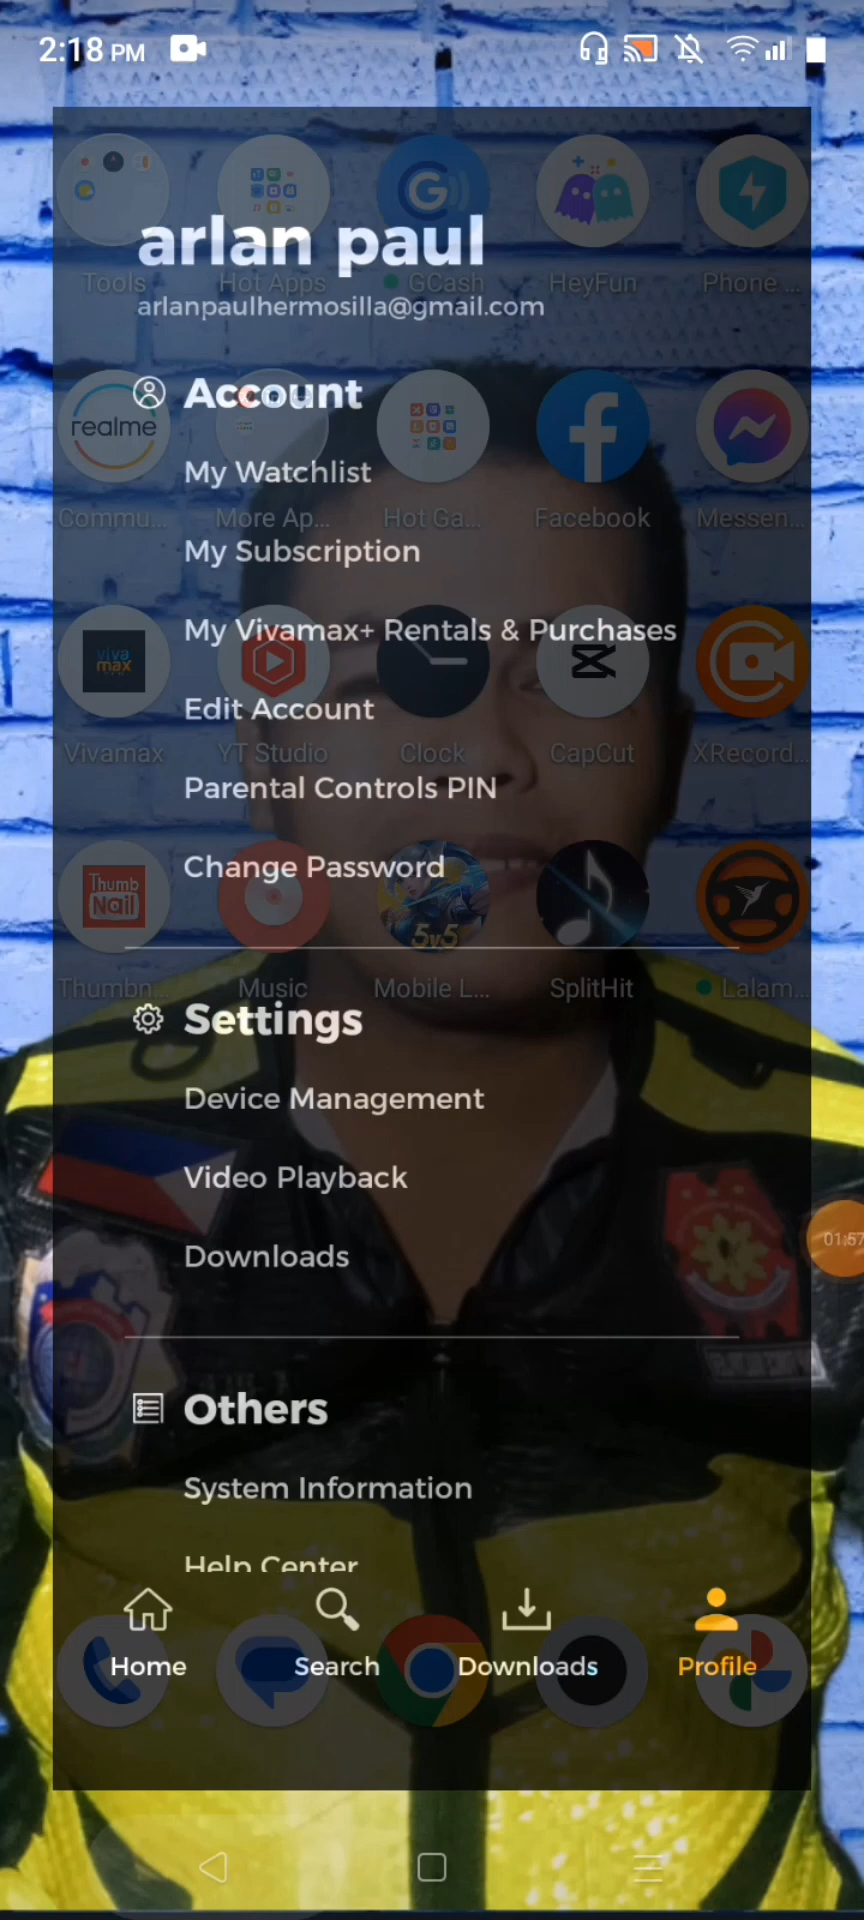 2:18 PM
Tools
Hot Apps
GCash
HeyFun
Phone ...
arlan paul
arlanpaulhermosilla@gmail.com
Account
realme
My Watchlist
Commu...
More Ap...
Hot Ga...
Facebook
Messen...
My Subscription
My Vivamax+ Rentals & Purchases
viva
max
Edit Account
Vivamax
YT Studio
Clock
CapCut
XRecord...
Parental Controls PIN
Change Password
Thumb
Nail
5v5
Thumbn...
Music
Mobile L...
SplitHit
Lalam...
Settings
Device Management
Video Playback
01:57
Downloads
Others
System Information
Help Center
Home
Search
Downloads
Profile